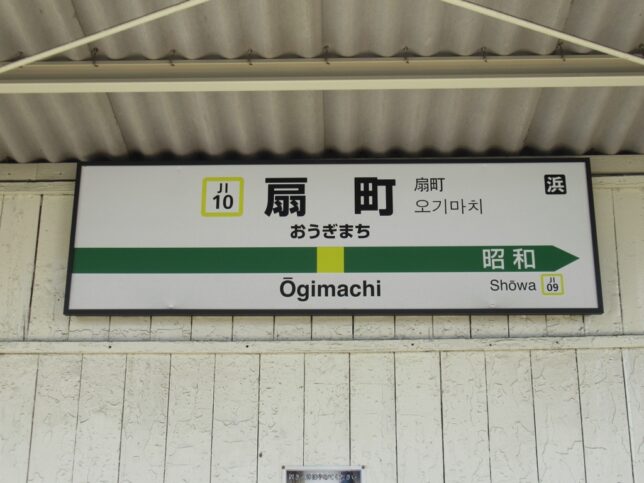 JI
10
扇町
扇町
오기마치
浜
おうぎまち
昭和
Ōgimachi
Shōwa
JI
09